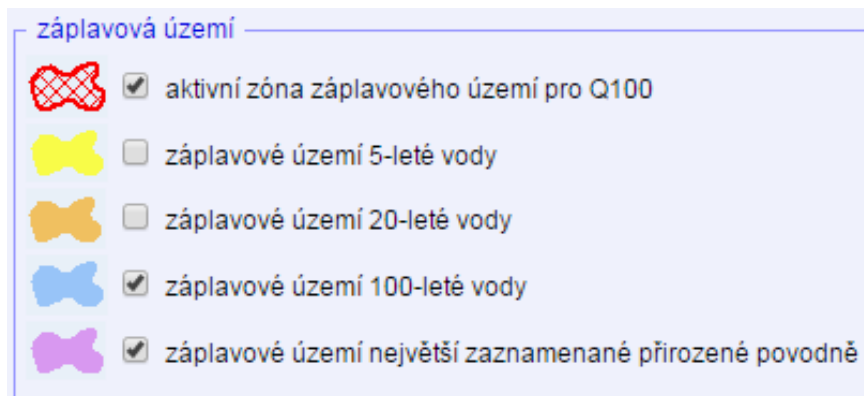 záplavová území
aktivní zóna záplavového území pro Q100
záplavové území 5-leté vody
záplavové území 20-leté vody
záplavové území 100-leté vody
záplavové území největší zaznamenané přirozené povodně